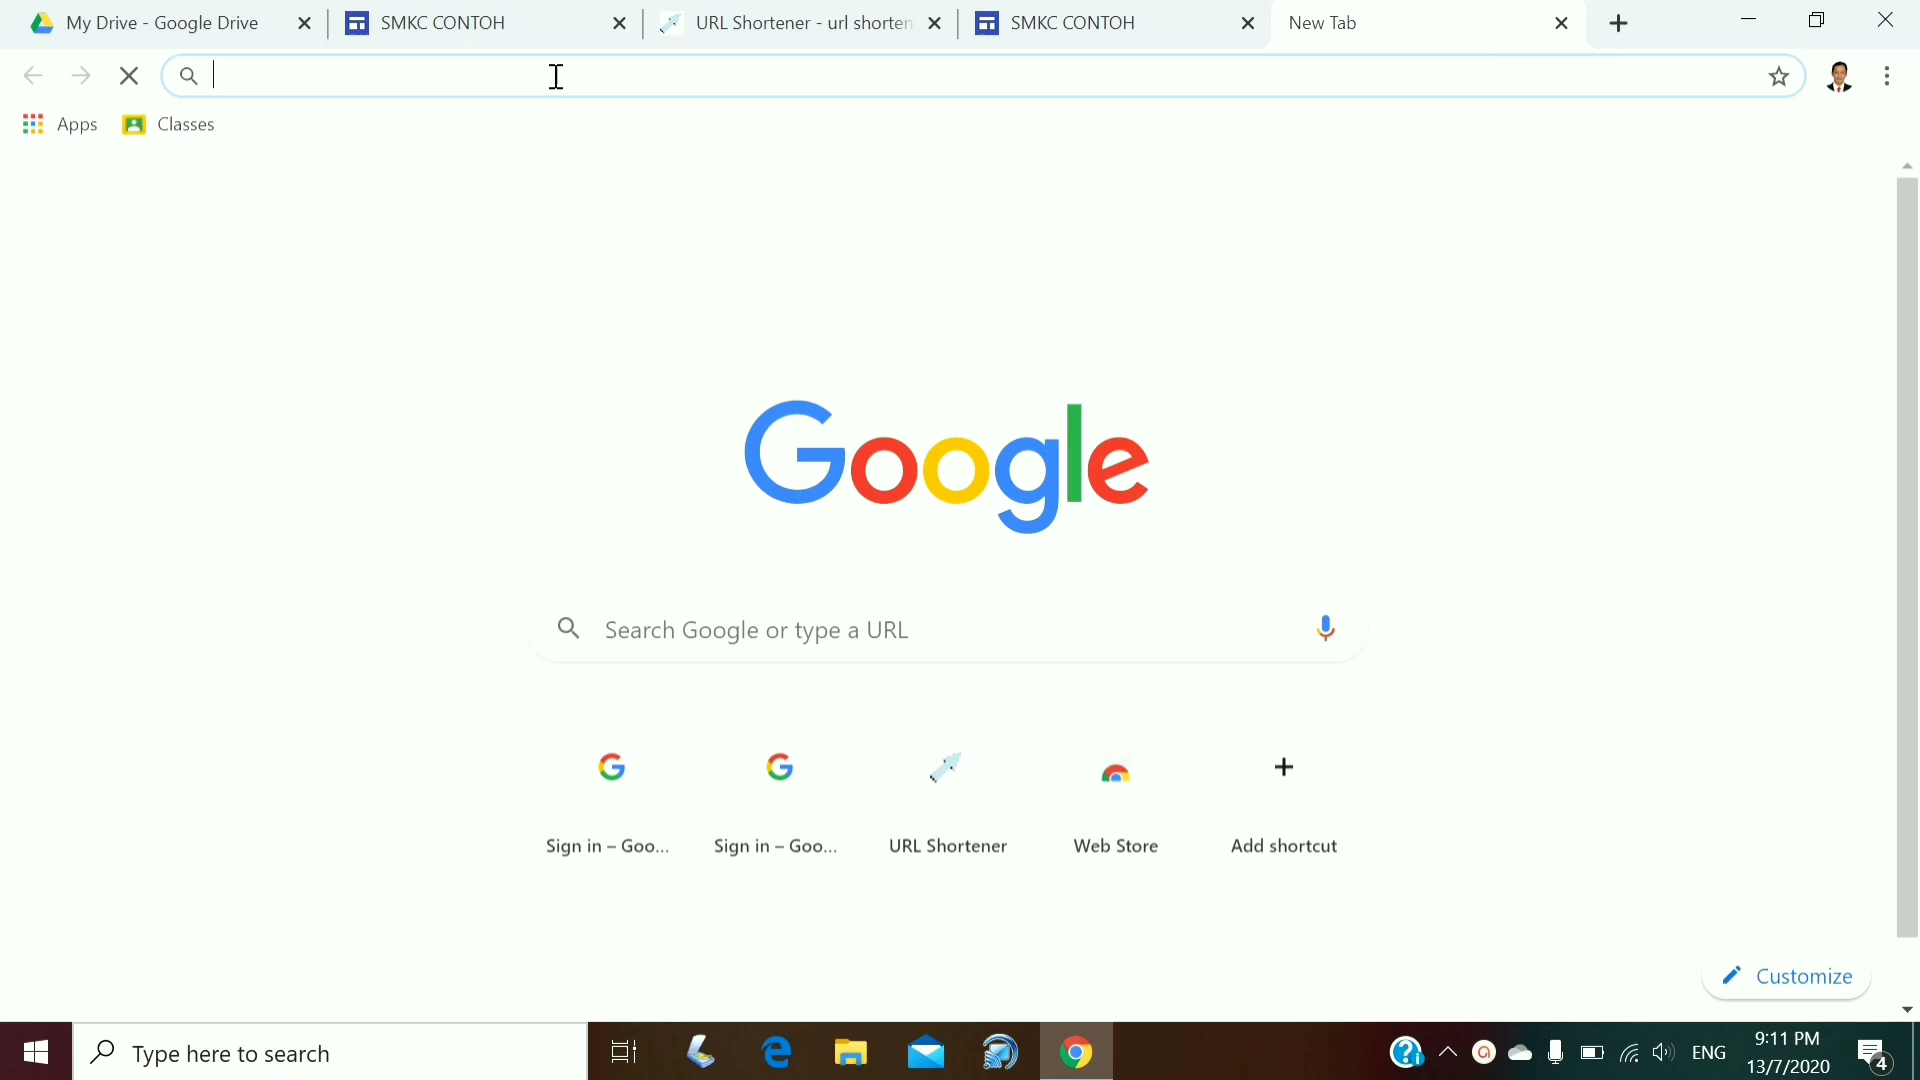 My Drive - Google Drive
SMKC CONTOH
URL Shortener - url shorten
SMKC CONTOH
New Tab
Apps
Classes
Google
Search Google or type a URL
Sign in – Goo...
Sign in – Goo...
URL Shortener
Web Store
Add shortcut
Customize
Type here to search
ENG
9:11 PM
13/7/2020
4